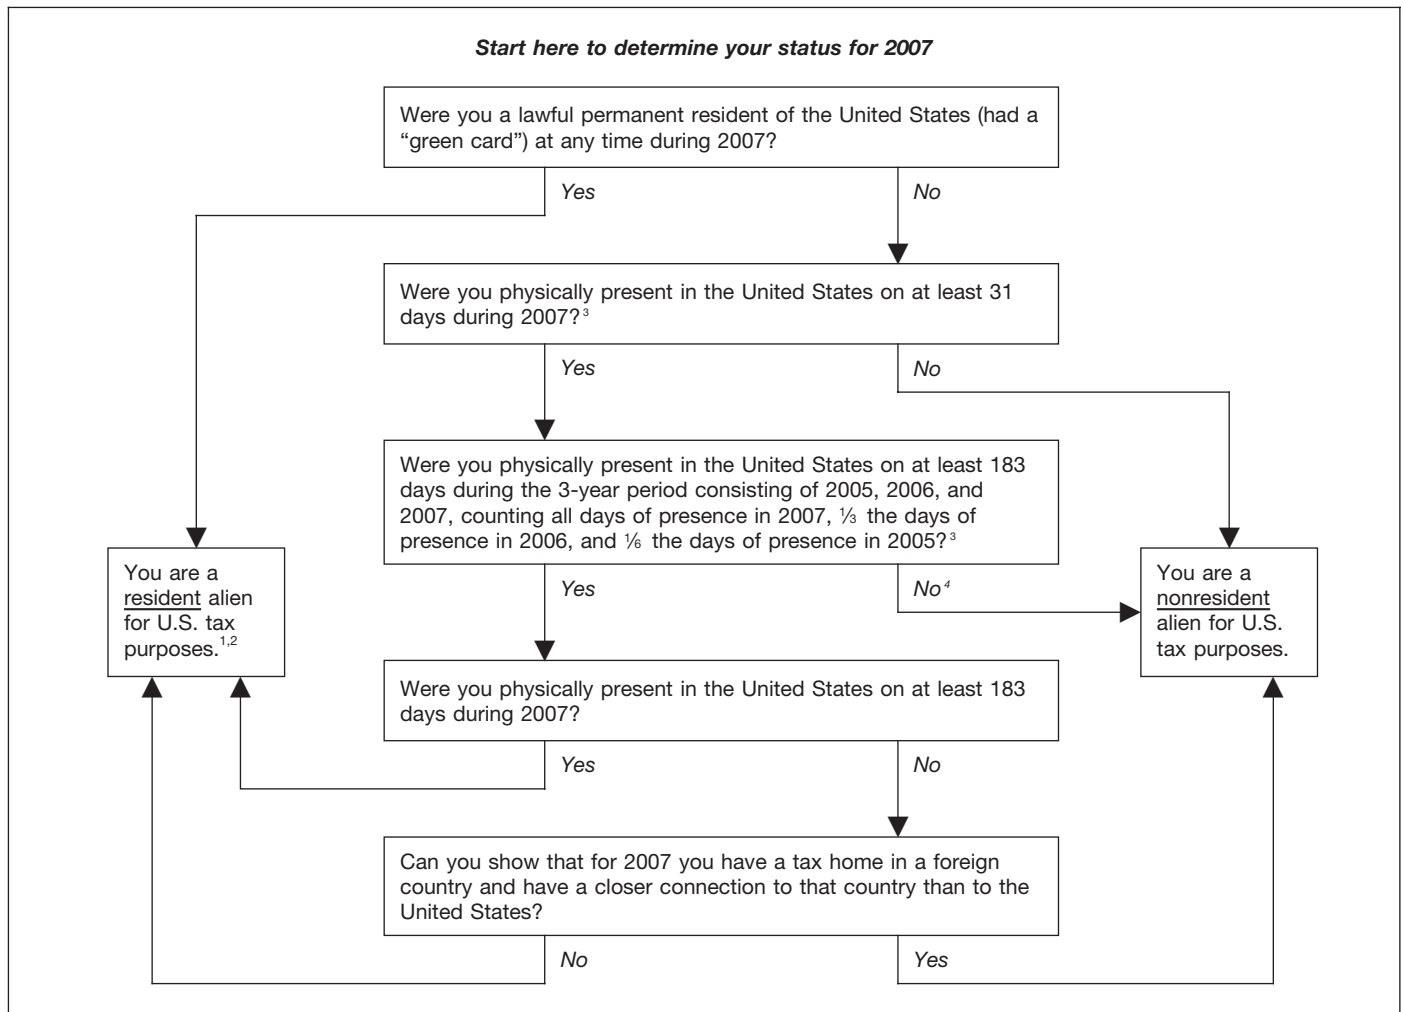 Start here to determine your status for 2007
Were you a lawful permanent resident of the United States (had a
“green card”) at any time during 2007?
Yes
No
Were you physically present in the United States on at least 31
days during 2007?³
Yes
No
Were you physically present in the United States on at least 183
days during the 3-year period consisting of 2005, 2006, and
2007, counting all days of presence in 2007, ⅓ the days of
presence in 2006, and ⅙ the days of presence in 2005?³
Yes
No⁴
You are a
resident alien
for U.S. tax
purposes.¹,²
You are a
nonresident
alien for U.S.
tax purposes.
Were you physically present in the United States on at least 183
days during 2007?
Yes
No
Can you show that for 2007 you have a tax home in a foreign
country and have a closer connection to that country than to the
United States?
No
Yes